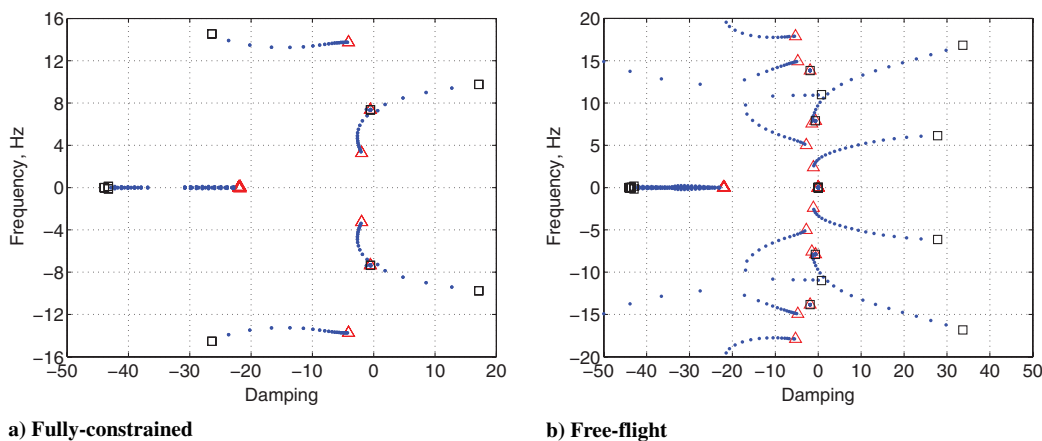 16
12
8
4
0
−4
−8
−12
−16
Frequency, Hz
−50 −40 −30 −20 −10 0 10 20
Damping
a) Fully-constrained
20
15
10
5
0
−5
−10
−15
−20
Frequency, Hz
−50 −40 −30 −20 −10 0 10 20 30 40 50
Damping
b) Free-flight